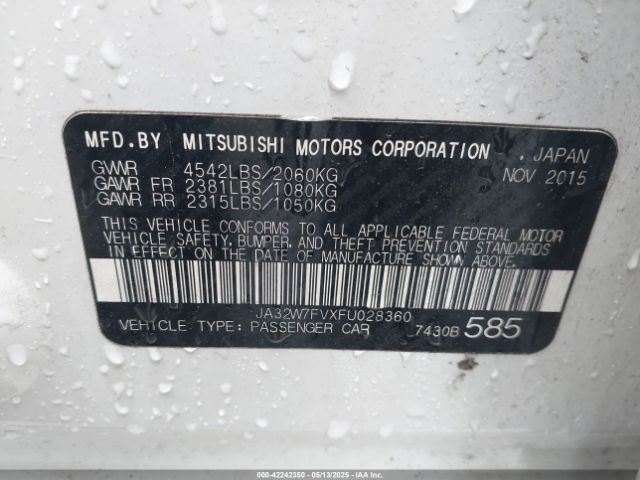 MFD.BY MITSUBISHI MOTORS CORPORATION , JAPAN
GVWR 4542LBS/2060KG NOV 2015
GAWR FR 2381LBS/1080KG
GAWR RR 2315LBS/1050KG
THIS VEHICLE CONFORMS TO ALL APPLICABLE FEDERAL MOTOR
VEHICLE SAFETY, BUMPER, AND THEFT PREVENTION STANDARDS
IN EFFECT ON THE DATE OF MANUFACTURE SHOWN ABOVE.
JA32W7FVXFU028360
VEHICLE TYPE: PASSENGER CAR 7430B 585
000-42242350 - 05/13/2025 - IAAI.CA